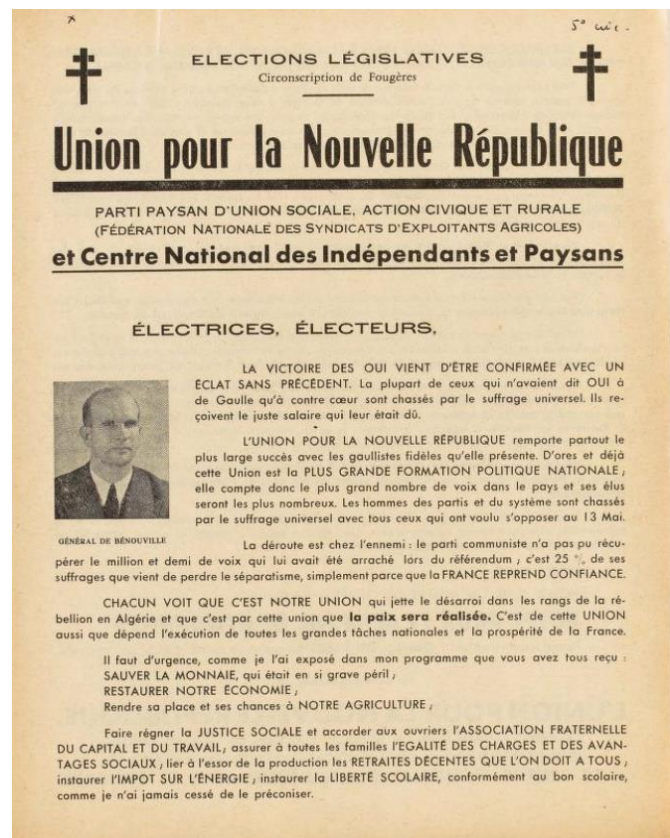 5° circ.
ELECTIONS LÉGISLATIVES
Circonscription de Fougères
Union pour la Nouvelle République
PARTI PAYSAN D'UNION SOCIALE, ACTION CIVIQUE ET RURALE
(FÉDÉRATION NATIONALE DES SYNDICATS D'EXPLOITANTS AGRICOLES)
et Centre National des Indépendants et Paysans
ÉLECTRICES, ÉLECTEURS,
LA VICTOIRE DES OUI VIENT D'ÊTRE CONFIRMÉE AVEC UN
ÉCLAT SANS PRÉCÉDENT. La plupart de ceux qui n'avaient dit OUI à
de Gaulle qu'à contre cœur sont chassés par le suffrage universel. Ils re-
çoivent le juste salaire qui leur était dû.
L'UNION POUR LA NOUVELLE RÉPUBLIQUE remporte partout le
plus large succès avec les gaullistes fidèles qu'elle présente. D'ores et déjà
cette Union est la PLUS GRANDE FORMATION POLITIQUE NATIONALE ;
elle compte donc le plus grand nombre de voix dans le pays et ses élus
seront les plus nombreux. Les hommes des partis et du système sont chassés
par le suffrage universel avec tous ceux qui ont voulu s'opposer au 13 Mai.
GÉNÉRAL DE BÉNOUVILLE
La déroute est chez l'ennemi : le parti communiste n'a pas pu récu-
pérer le million et demi de voix qui lui avait été arraché lors du référendum ; c'est 25 % de ses
suffrages que vient de perdre le séparatisme, simplement parce que la FRANCE REPREND CONFIANCE.
CHACUN VOIT QUE C'EST NOTRE UNION qui jette le désarroi dans les rangs de la ré-
bellion en Algérie et que c'est par cette union que la paix sera réalisée. C'est de cette UNION
aussi que dépend l'exécution de toutes les grandes tâches nationales et la prospérité de la France.
Il faut d'urgence, comme je l'ai exposé dans mon programme que vous avez tous reçu :
SAUVER LA MONNAIE, qui était en si grave péril ;
RESTAURER NOTRE ÉCONOMIE ;
Rendre sa place et ses chances à NOTRE AGRICULTURE ;
Faire régner la JUSTICE SOCIALE et accorder aux ouvriers l'ASSOCIATION FRATERNELLE
DU CAPITAL ET DU TRAVAIL ; assurer à toutes les familles l'EGALITÉ DES CHARGES ET DES AVAN-
TAGES SOCIAUX ; lier à l'essor de la production les RETRAITES DÉCENTES QUE L'ON DOIT A TOUS ;
instaurer l'IMPOT SUR L'ÉNERGIE ; instaurer la LIBERTÉ SCOLAIRE, conformément au bon scolaire,
comme je n'ai jamais cessé de le préconiser.